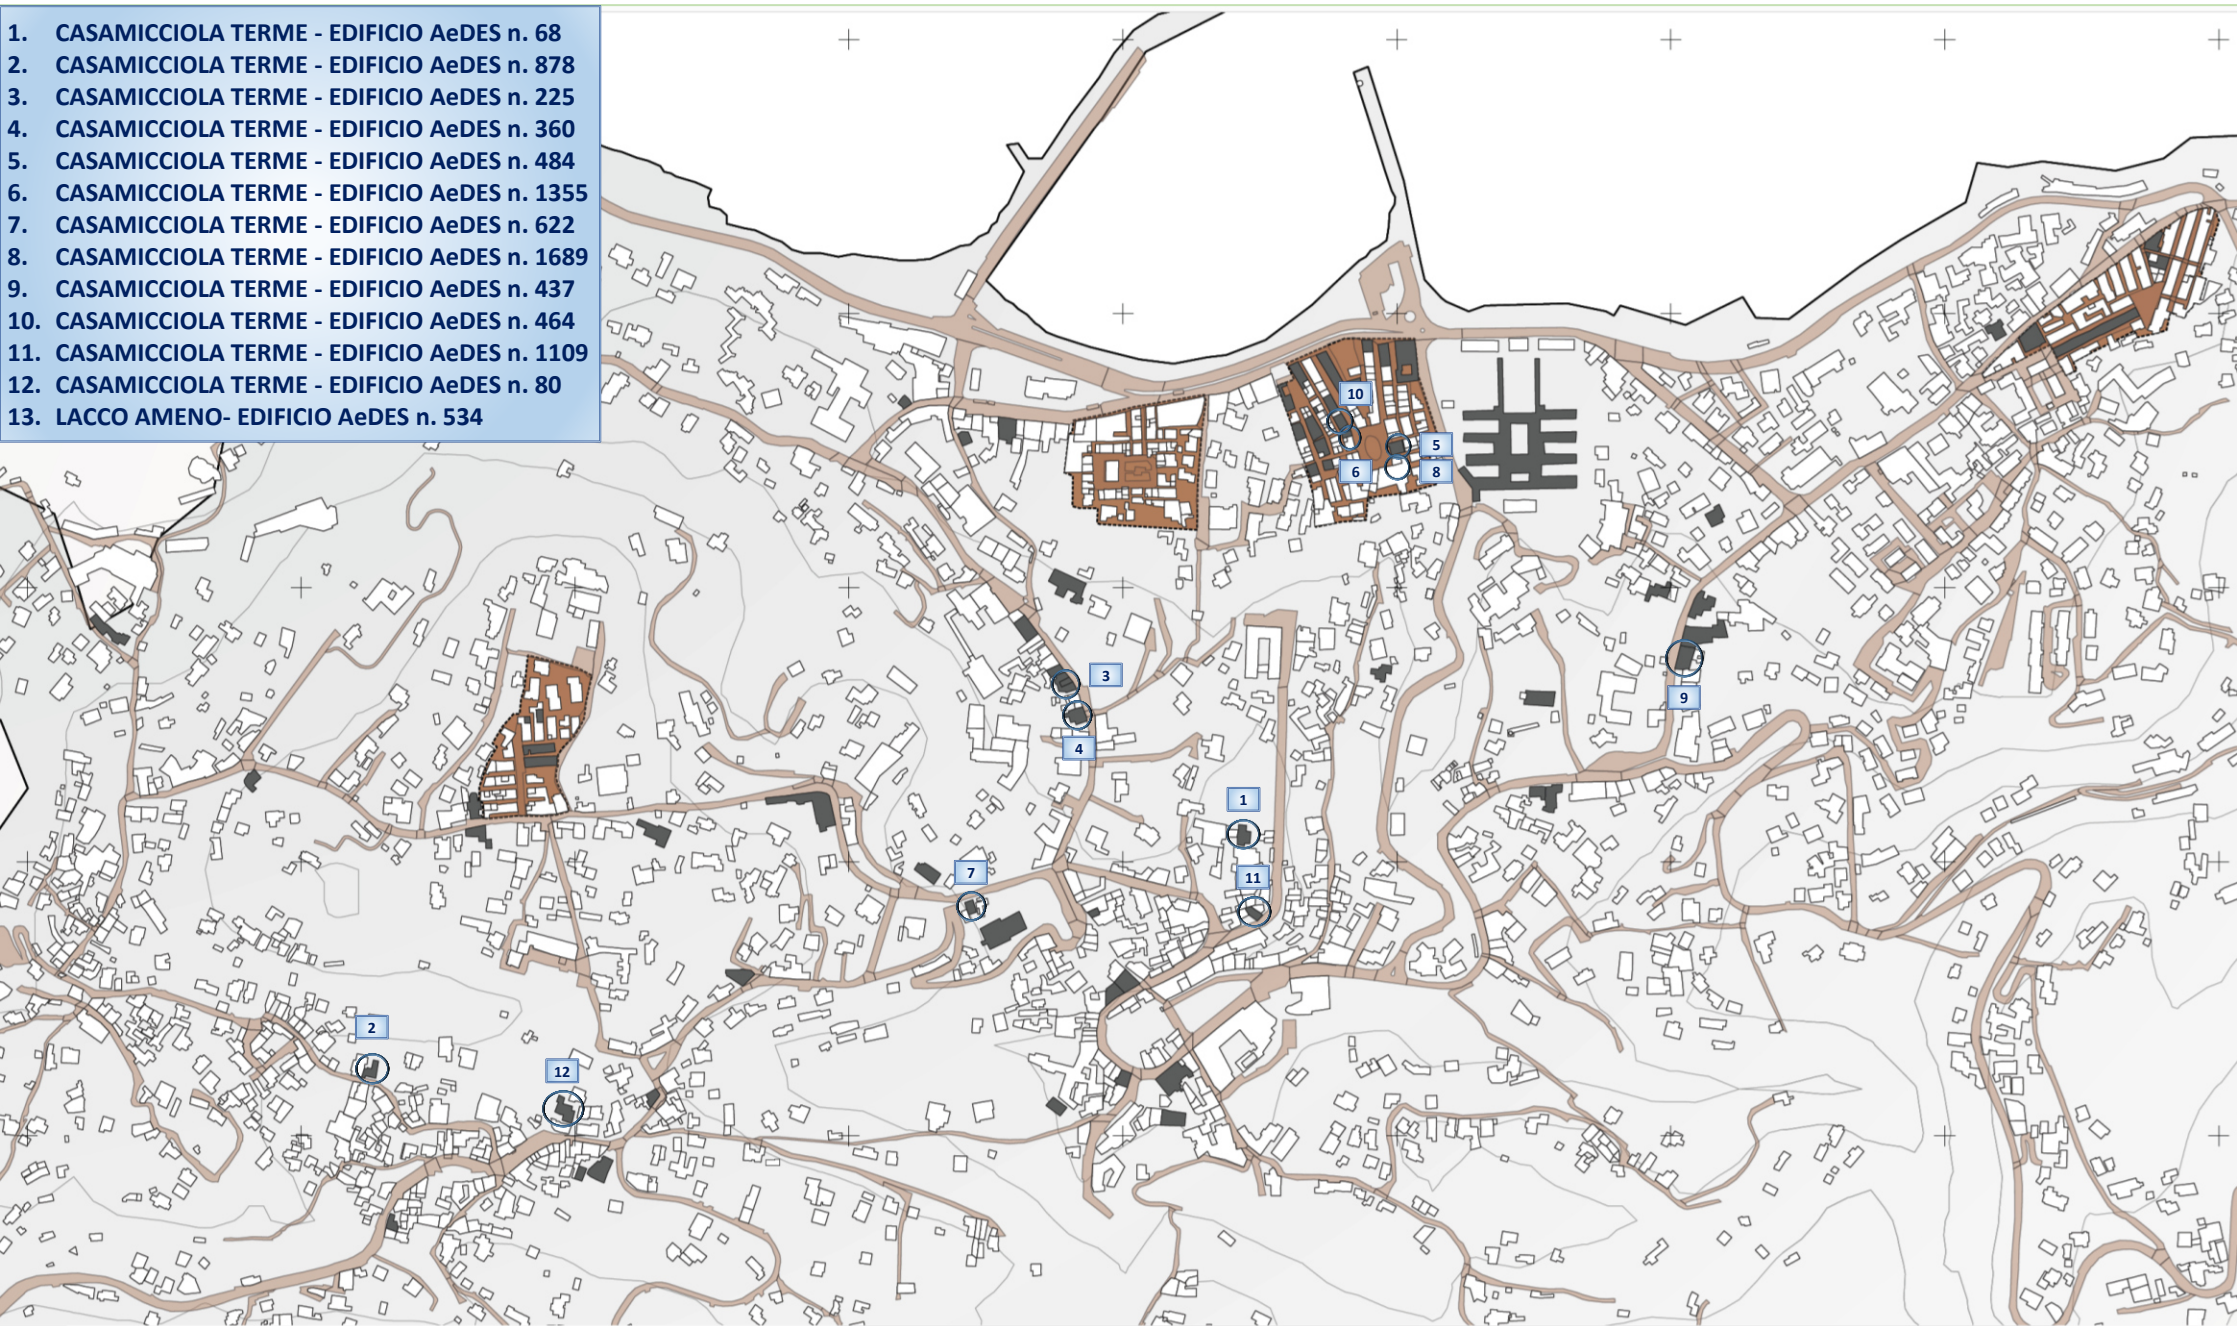 1. CASAMICCIOLA TERME - EDIFICIO AeDES n. 68
2. CASAMICCIOLA TERME - EDIFICIO AeDES n. 878
3. CASAMICCIOLA TERME - EDIFICIO AeDES n. 225
4. CASAMICCIOLA TERME - EDIFICIO AeDES n. 360
5. CASAMICCIOLA TERME - EDIFICIO AeDES n. 484
6. CASAMICCIOLA TERME - EDIFICIO AeDES n. 1355
7. CASAMICCIOLA TERME - EDIFICIO AeDES n. 622
8. CASAMICCIOLA TERME - EDIFICIO AeDES n. 1689
9. CASAMICCIOLA TERME - EDIFICIO AeDES n. 437
10. CASAMICCIOLA TERME - EDIFICIO AeDES n. 464
11. CASAMICCIOLA TERME - EDIFICIO AeDES n. 1109
12. CASAMICCIOLA TERME - EDIFICIO AeDES n. 80
13. LACCO AMENO- EDIFICIO AeDES n. 534
10
5
6
8
3
9
4
1
7
11
2
12